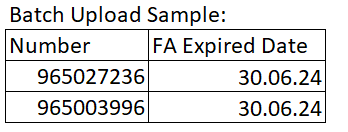 Batch Upload Sample:
Number FA Expired Date
965027236 30.06.24
965003996 30.06.24